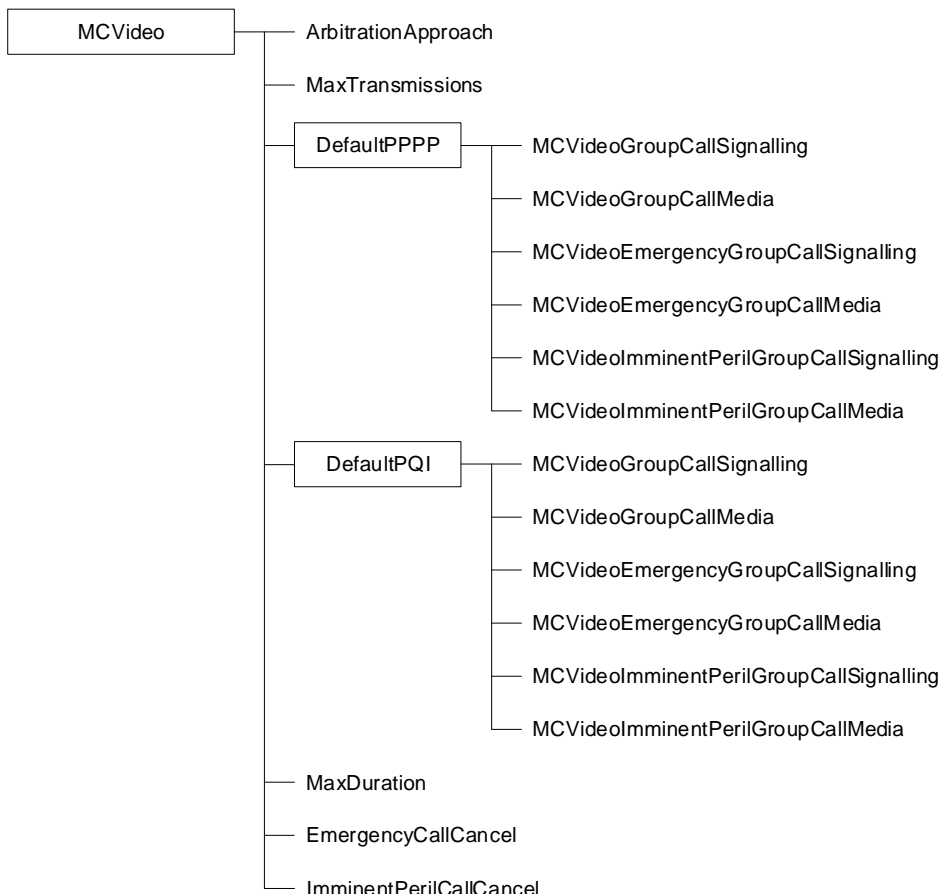 MCVideo
ArbitrationApproach
MaxTransmissions
DefaultPPPP
MCVideoGroupCallSignalling
MCVideoGroupCallMedia
MCVideoEmergencyGroupCallSignalling
MCVideoEmergencyGroupCallMedia
MCVideoImminentPerilGroupCallSignalling
MCVideoImminentPerilGroupCallMedia
DefaultPQI
MCVideoGroupCallSignalling
MCVideoGroupCallMedia
MCVideoEmergencyGroupCallSignalling
MCVideoEmergencyGroupCallMedia
MCVideoImminentPerilGroupCallSignalling
MCVideoImminentPerilGroupCallMedia
MaxDuration
EmergencyCallCancel
ImminentPerilCallCancel